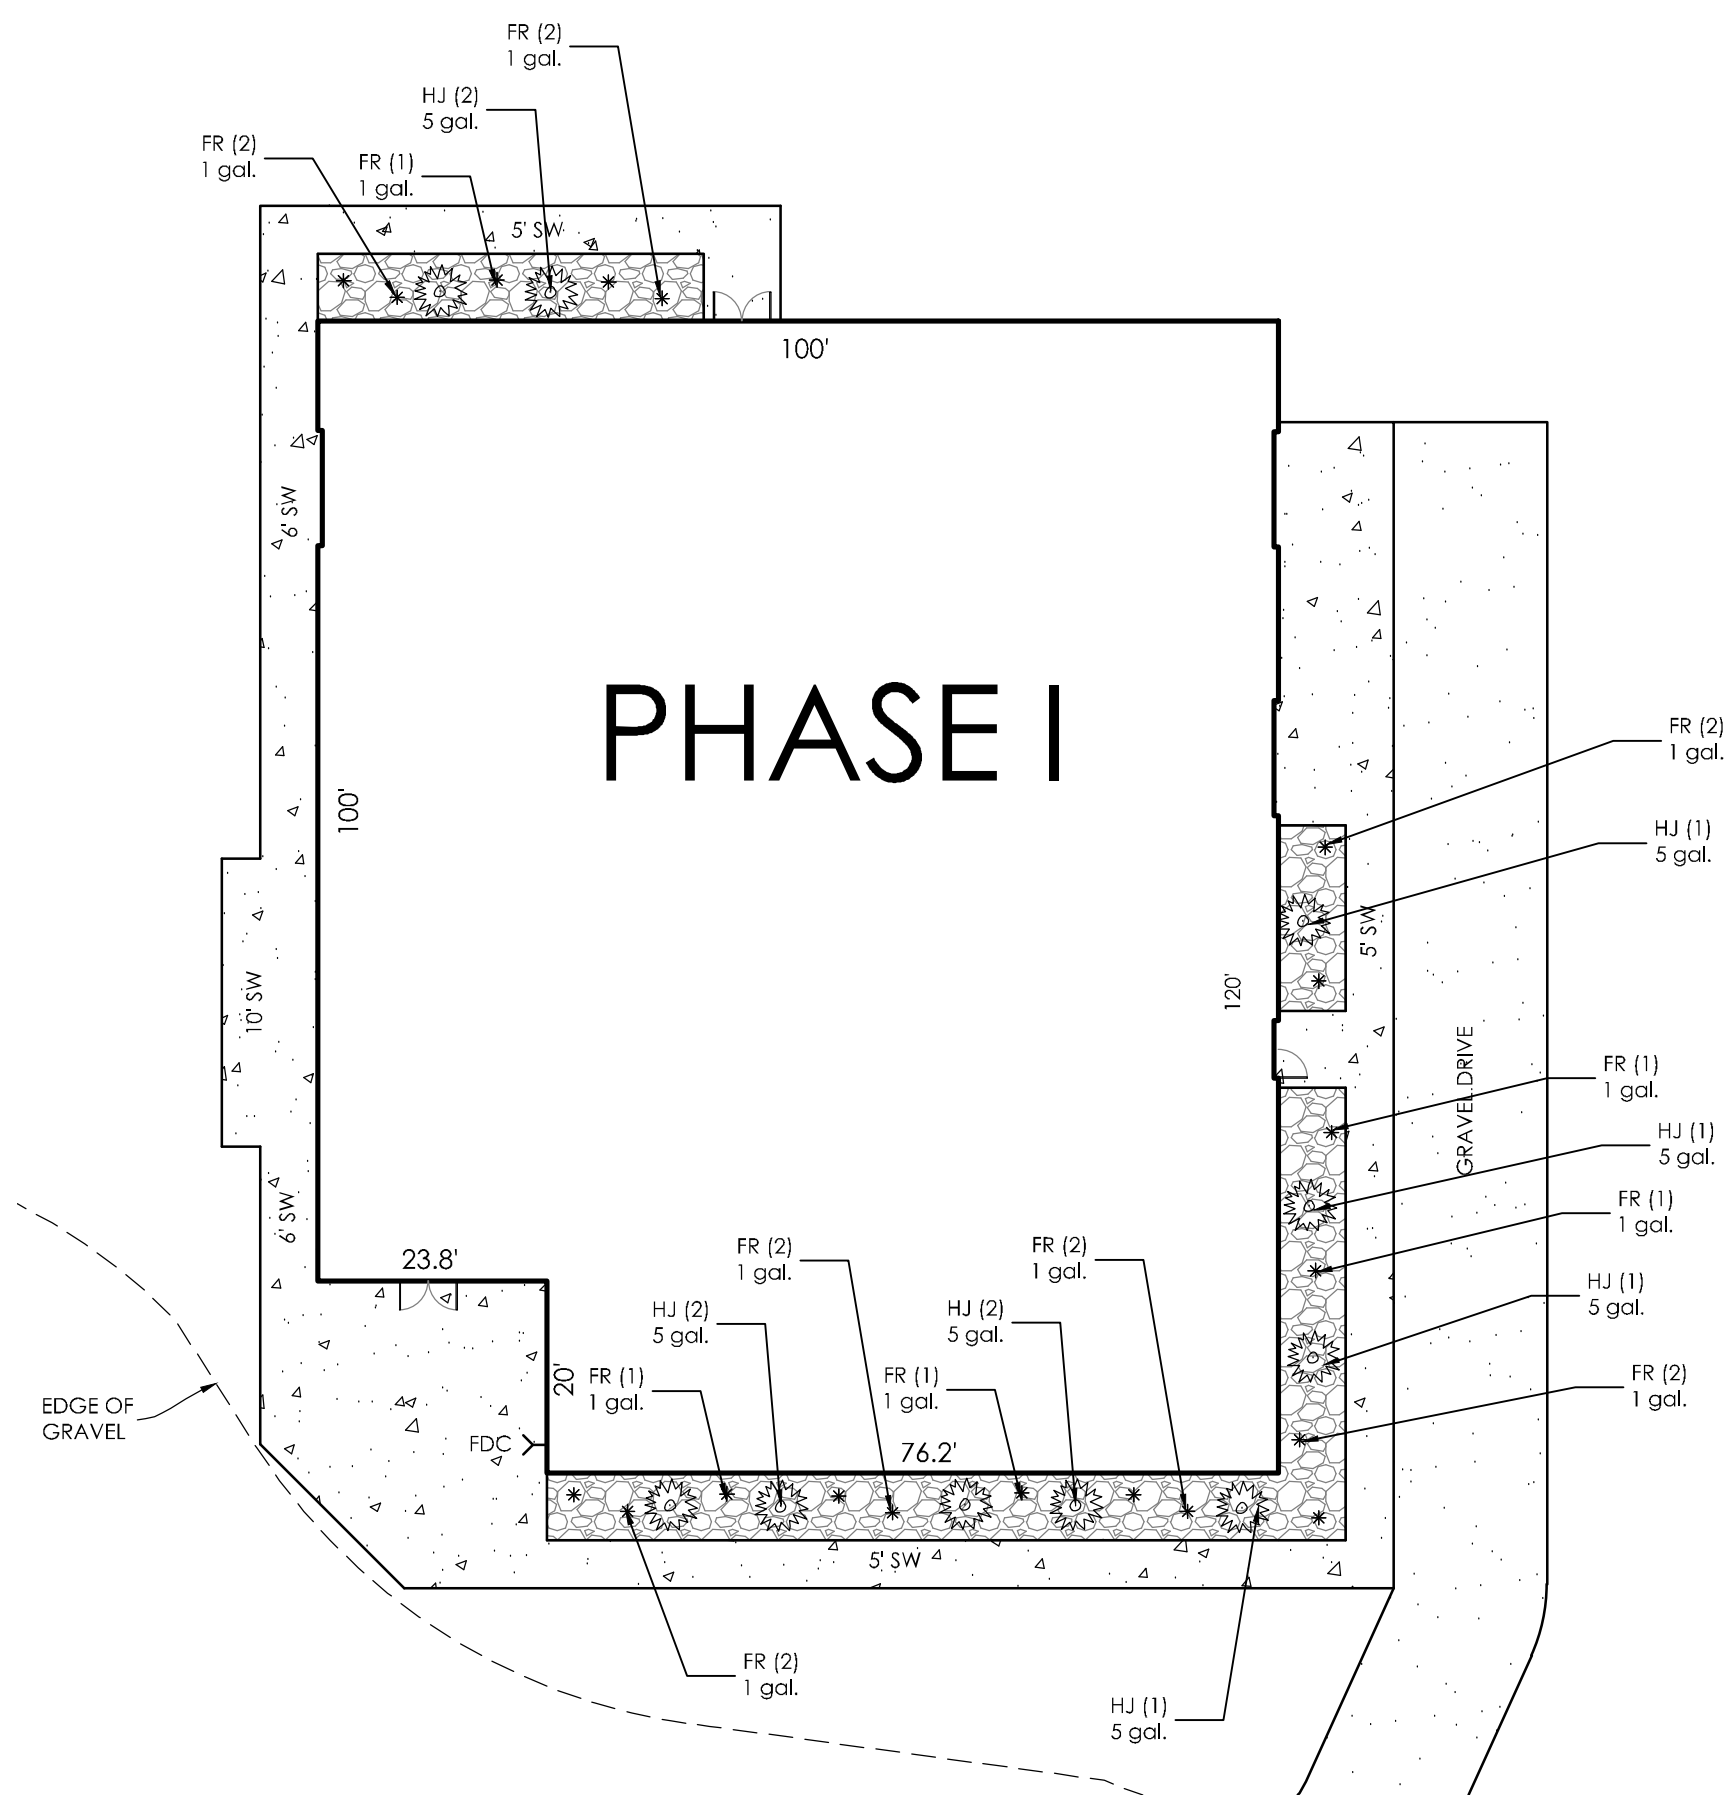 FR (2)
1 gal.
HJ (2)
5 gal.
FR (2)
1 gal.
FR (1)
1 gal.
5' SW
100'
6' SW
PHASE I
FR (2)
1 gal.
100'
HJ (1)
5 gal.
5' SW
10' SW
120'
GRAVEL DRIVE
FR (1)
1 gal.
HJ (1)
5 gal.
6' SW
FR (1)
1 gal.
23.8'
FR (2)
1 gal.
FR (2)
1 gal.
HJ (1)
5 gal.
HJ (2)
5 gal.
HJ (2)
5 gal.
20'
FR (1)
1 gal.
FR (1)
1 gal.
FR (2)
1 gal.
EDGE OF
GRAVEL
FDC
76.2'
5' SW
FR (2)
1 gal.
HJ (1)
5 gal.